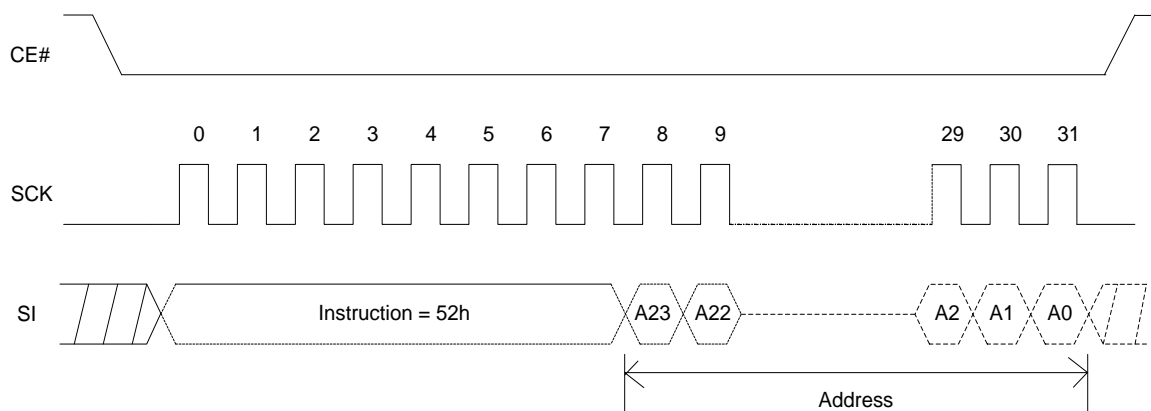 CE#
0 1 2 3 4 5 6 7 8 9 29 30 31
SCK
SI Instruction = 52h A23 A22 A2 A1 A0
Address